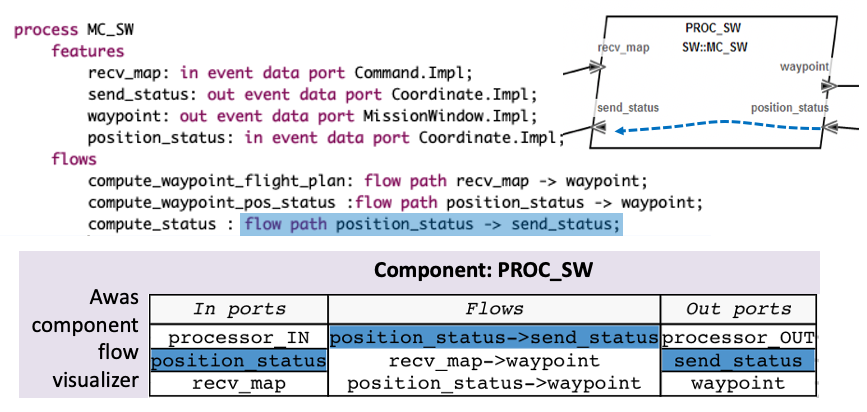 process MC_SW
features
recv_map: in event data port Command.Impl;
send_status: out event data port Coordinate.Impl;
waypoint: out event data port MissionWindow.Impl;
position_status: in event data port Coordinate.Impl;
flows
compute_waypoint_flight_plan: flow path recv_map -> waypoint;
compute_waypoint_pos_status :flow path position_status -> waypoint;
compute_status : flow path position_status -> send_status;
PROC_SW
SW::MC_SW
recv_map
waypoint
send_status
position_status
Component: PROC_SW
Awas
component
flow
visualizer
In ports Flows Out ports
processor_IN position_status->send_status processor_OUT
position_status recv_map->waypoint send_status
recv_map position_status->waypoint waypoint